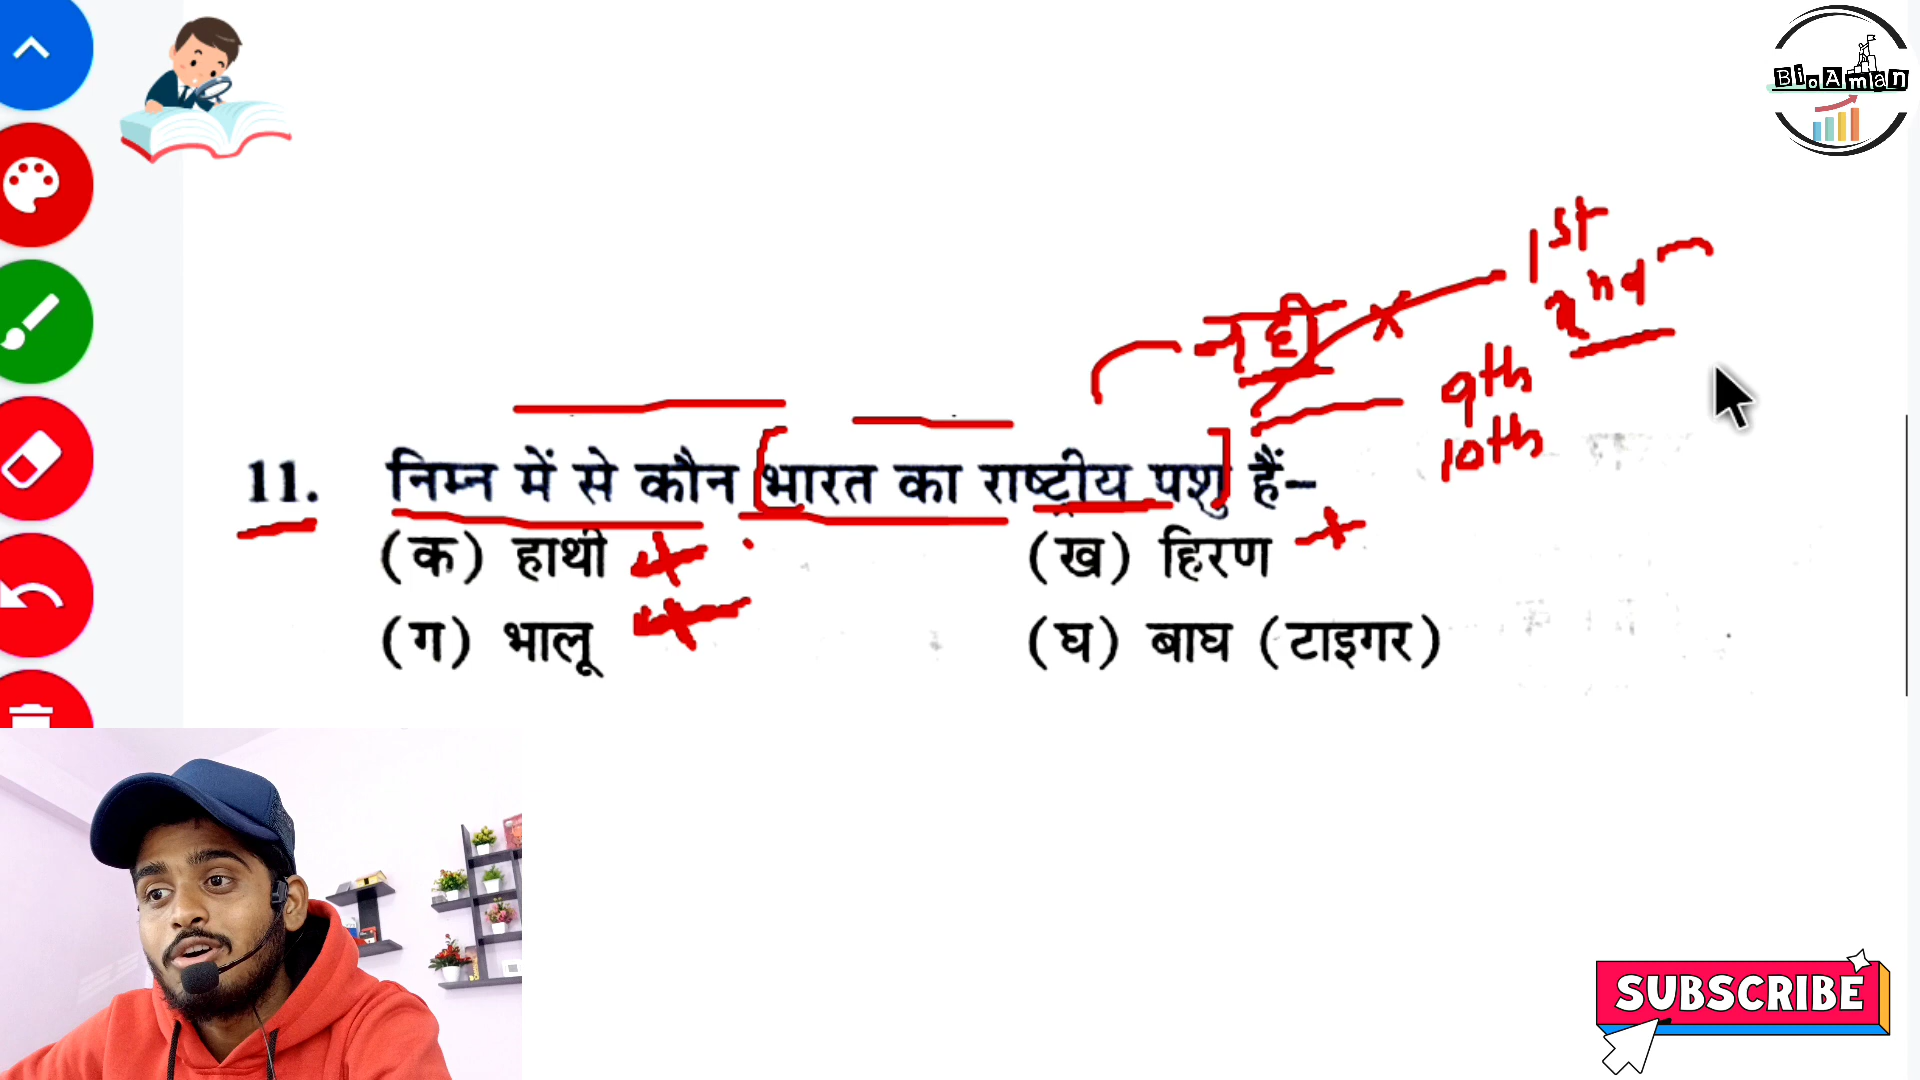 BioAman
1st
2nd
नही
9th
10th
11. निम्न में से कौन भारत का राष्ट्रीय पशु हैं–
(क) हाथी (ख) हिरण
(ग) भालू (घ) बाघ (टाइगर)
SUBSCRIBE